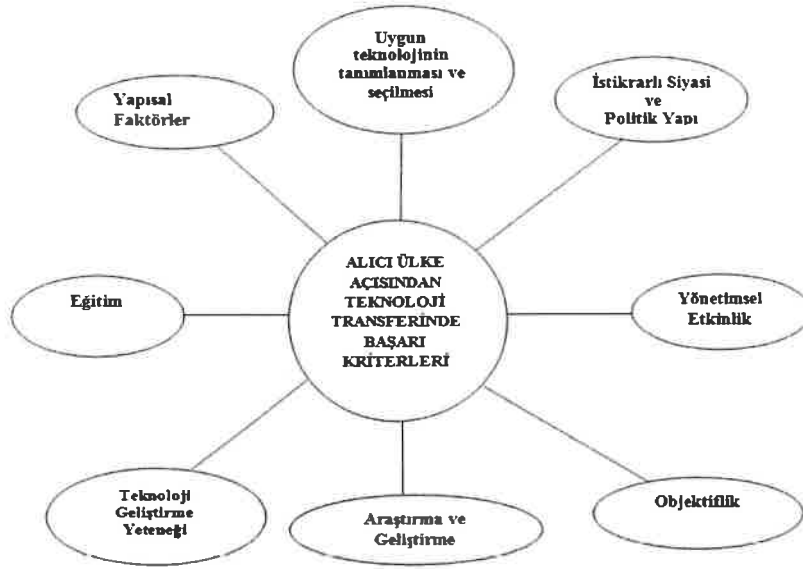 Uygun
teknolojinin
tanımlanması ve
seçilmesi
İstikrarlı Siyasi
ve
Politik Yapı
Yapısal
Faktörler
ALICI ÜLKE
AÇISINDAN
TEKNOLOJİ
TRANSFERİNDE
BAŞARI
KRİTERLERİ
Eğitim
Yönetimsel
Etkinlik
Teknoloji
Geliştirme
Yeteneği
Araştırma ve
Geliştirme
Objektiflik